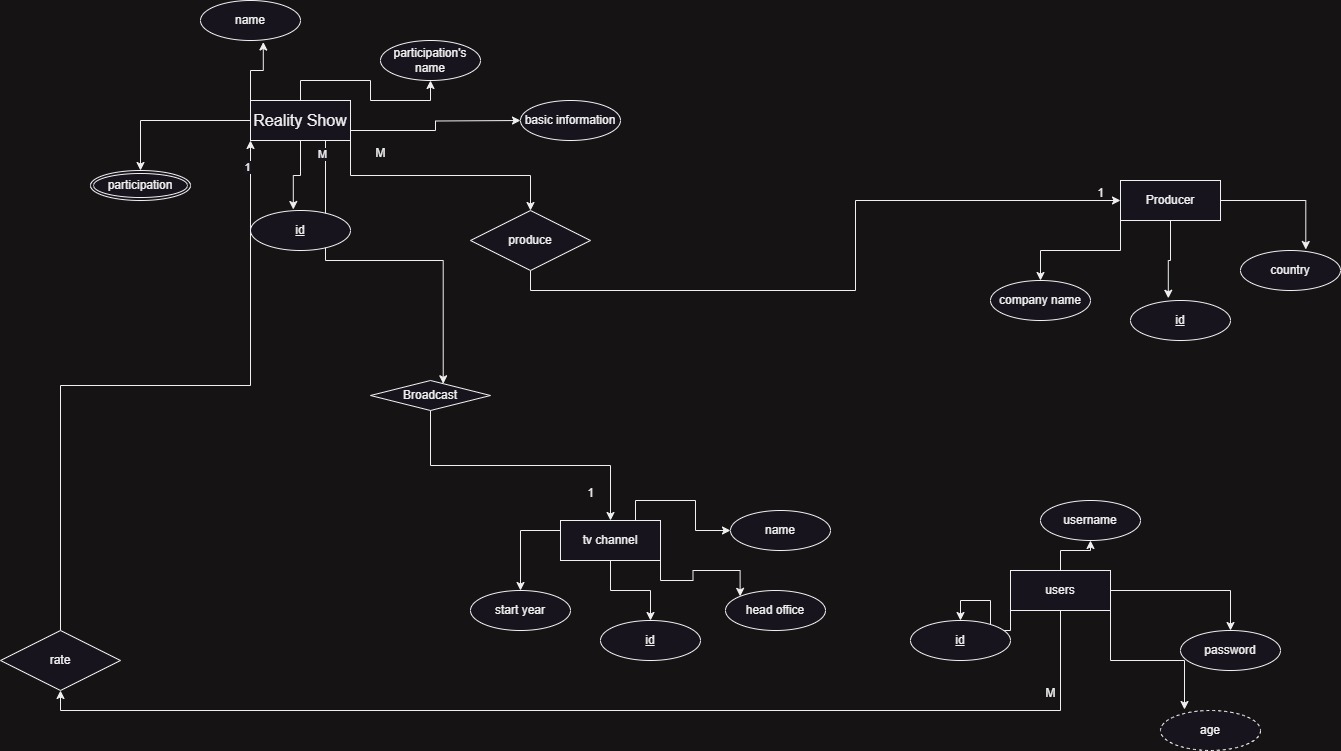 name
participation's
name
Reality Show
basic information
M
M
1
participation
id
produce
1
Producer
country
company name
id
Broadcast
1
name
tv channel
start year
head office
id
username
users
id
password
rate
M
age